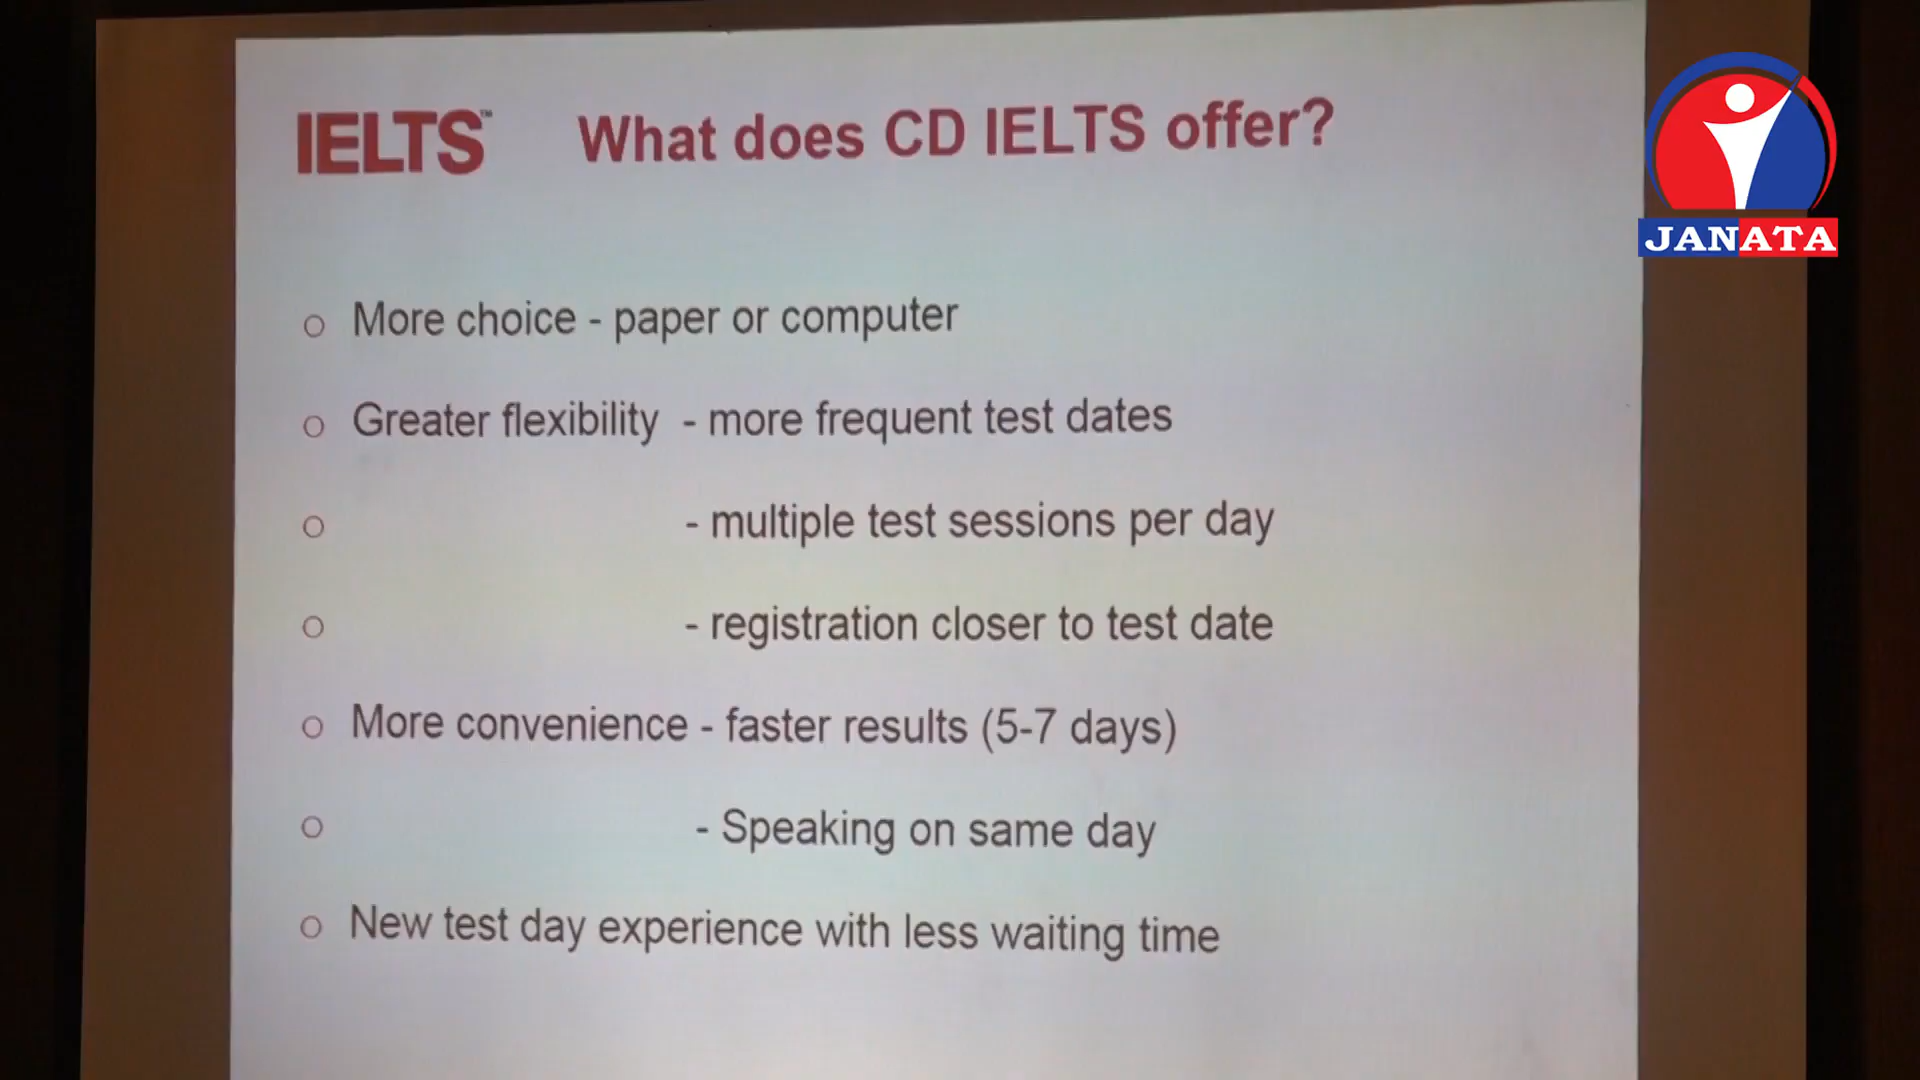 IELTS™ What does CD IELTS offer?
JANATA
o More choice - paper or computer
o Greater flexibility - more frequent test dates
o - multiple test sessions per day
o - registration closer to test date
o More convenience - faster results (5-7 days)
o - Speaking on same day
o New test day experience with less waiting time